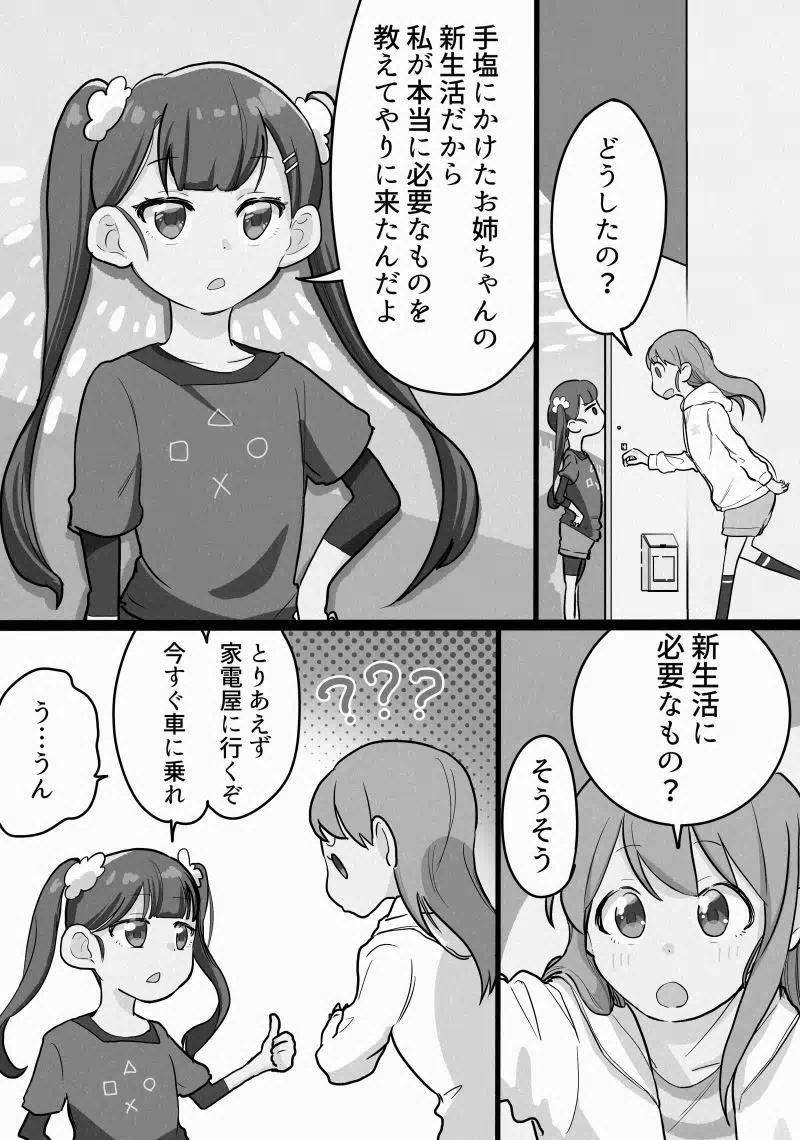 どうしたの？
手塩にかけたお姉ちゃんの
新生活だから
私が本当に必要なものを
教えてやりに来たんだよ
新生活に
必要なもの？
そうそう
???
とりあえず
家電屋に行くぞ
今すぐ車に乗れ
う…うん